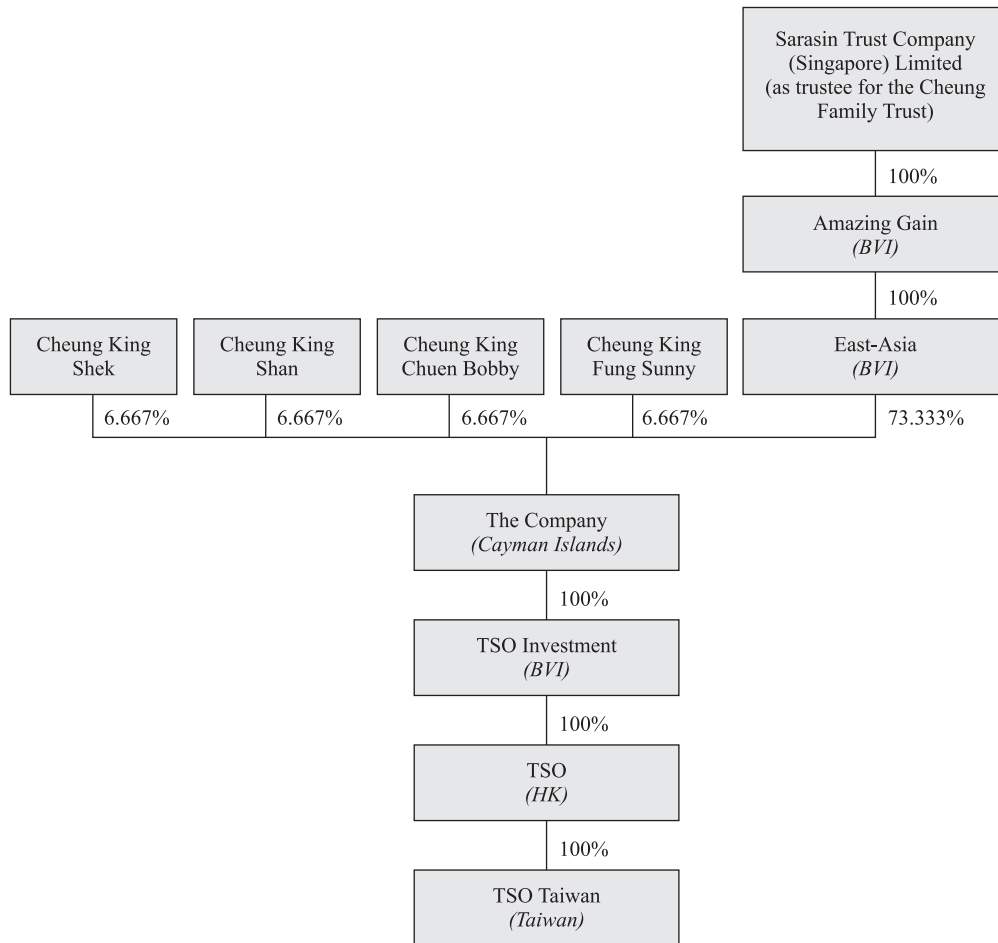 Sarasin Trust Company
(Singapore) Limited
(as trustee for the Cheung
Family Trust)
100%
Amazing Gain
(BVI)
100%
Cheung King
Shek
Cheung King
Shan
Cheung King
Chuen Bobby
Cheung King
Fung Sunny
East-Asia
(BVI)
6.667%
6.667%
6.667%
6.667%
73.333%
The Company
(Cayman Islands)
100%
TSO Investment
(BVI)
100%
TSO
(HK)
100%
TSO Taiwan
(Taiwan)